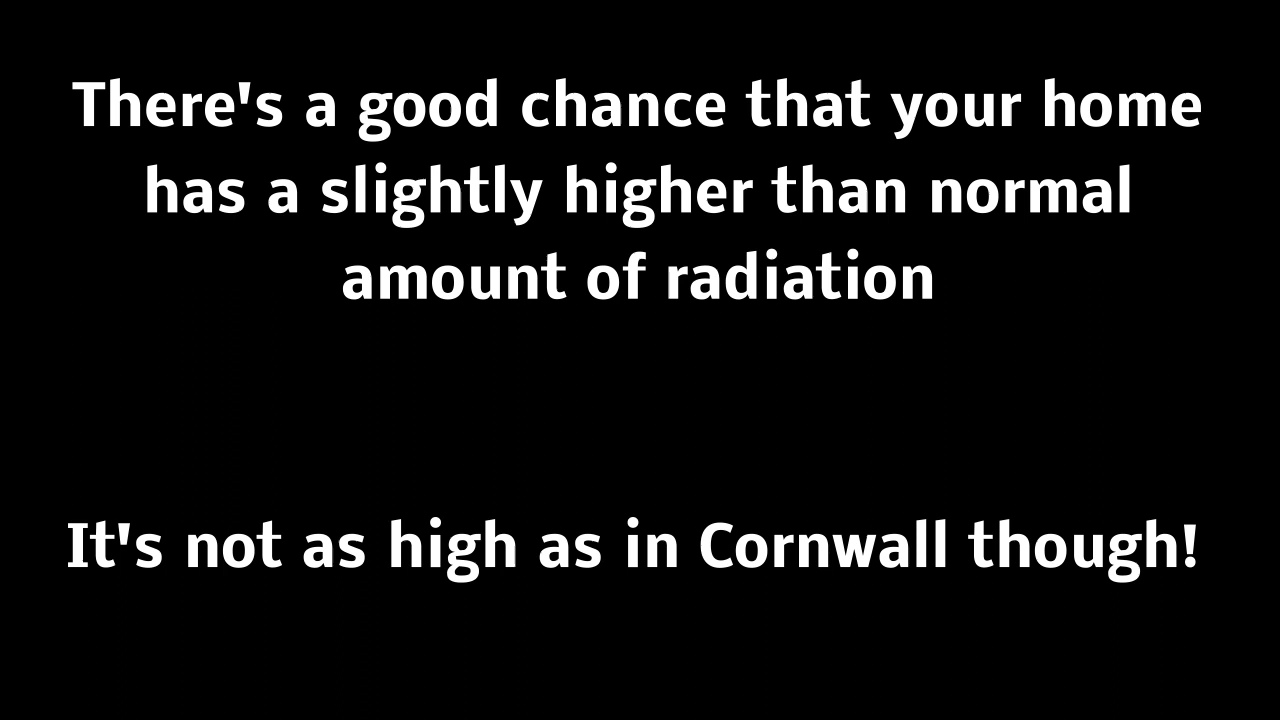 There's a good chance that your home
has a slightly higher than normal
amount of radiation
It's not as high as in Cornwall though!